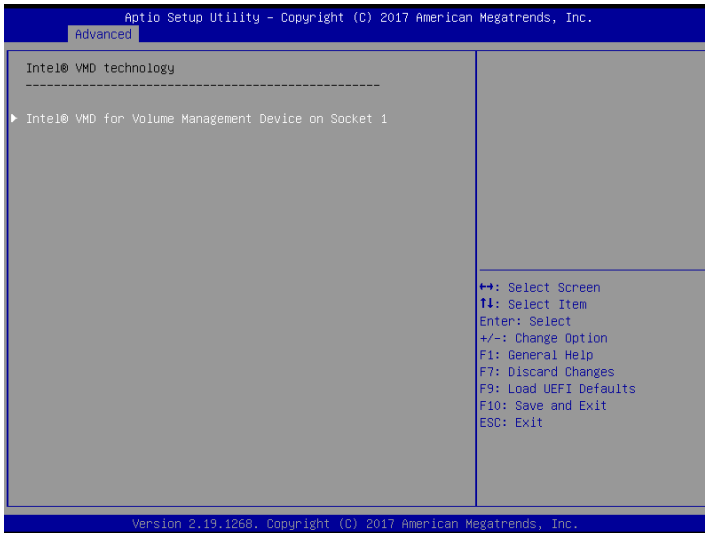 Aptio Setup Utility – Copyright (C) 2017 American Megatrends, Inc.
Advanced
Intel® VMD technology
--------------------------------------------------
Intel® VMD for Volume Management Device on Socket 1
↔: Select Screen
↑↓: Select Item
Enter: Select
+/-: Change Option
F1: General Help
F7: Discard Changes
F9: Load UEFI Defaults
F10: Save and Exit
ESC: Exit
Version 2.19.1268. Copyright (C) 2017 American Megatrends, Inc.